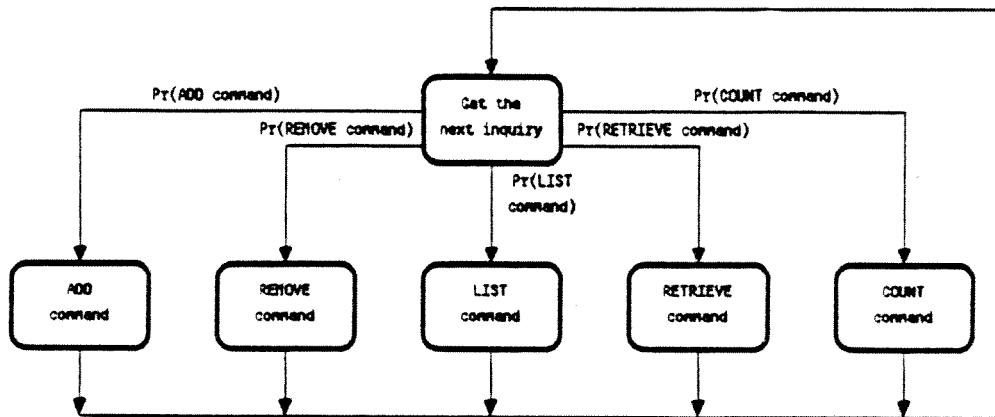 Pr(ADD command)
Get the
next inquiry
Pr(COUNT command)
Pr(REMOVE command)
Pr(RETRIEVE command)
Pr(LIST
command)
ADD
command
REMOVE
command
LIST
command
RETRIEVE
command
COUNT
command